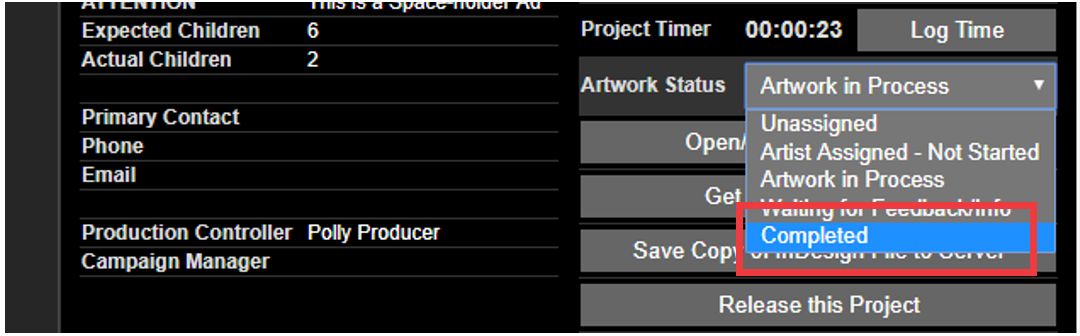 ATTENTION This is a Space-holder Ad
Expected Children 6
Actual Children 2
Primary Contact
Phone
Email
Production Controller Polly Producer
Campaign Manager
Project Timer 00:00:23 Log Time
Artwork Status Artwork in Process
Unassigned
Artist Assigned - Not Started
Artwork in Process
Waiting for Feedback/Info
Completed
Open/
Get
Save Copy of InDesign File to Server
Release this Project